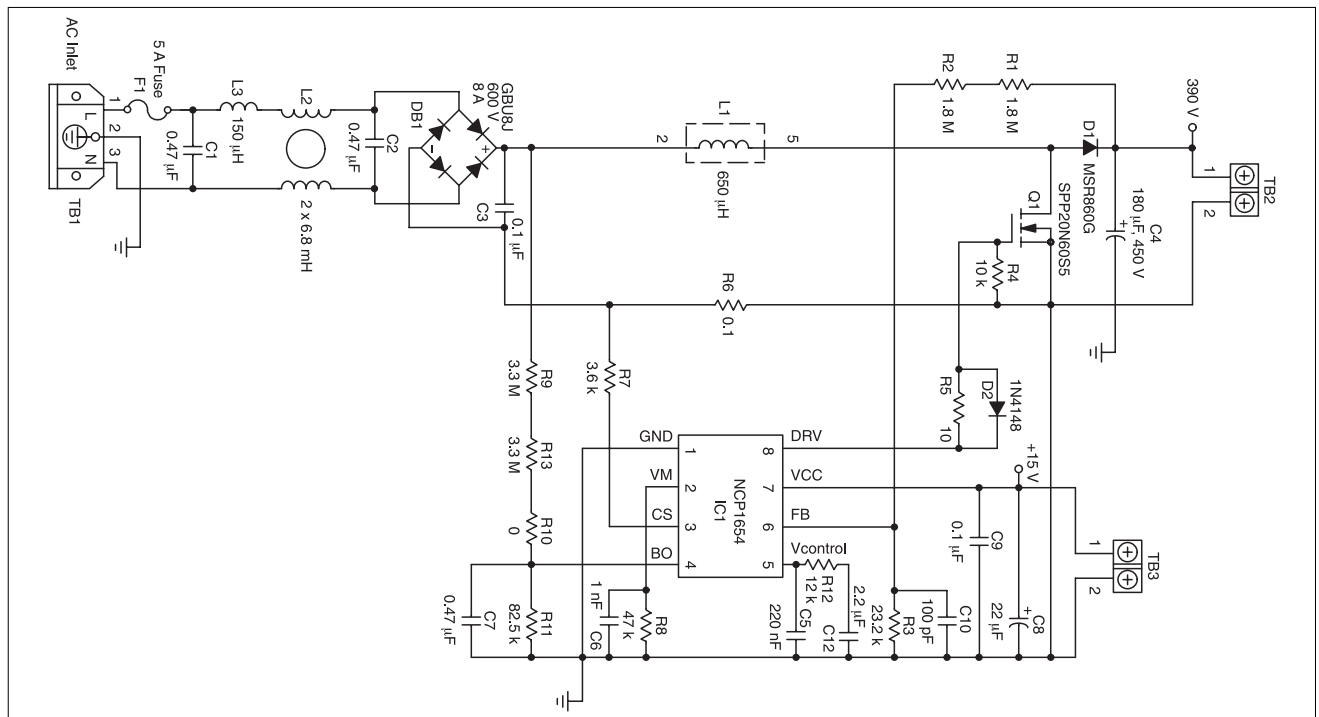 AC Inlet
5 A Fuse
F1
1
L
2
N
3
TB1
C1
0.47 µF
L3
150 µH
L2
2 x 6.8 mH
C2
0.47 µF
GBU8J
600 V
8 A
DB1
-
+
C3
0.1 µF
L1
2
5
650 µH
R2
1.8 M
R1
1.8 M
390 V
D1
MSR860G
Q1
SPP20N60S5
C4
180 µF, 450 V
+
TB2
1
2
R4
10 k
R6
0.1
R9
3.3 M
R13
3.3 M
R10
0
R7
3.6 k
R5
10
D2
1N4148
GND
VM
CS
BO
1
2
3
4
NCP1654
IC1
8
7
6
5
DRV
VCC
FB
Vcontrol
+15 V
C9
0.1 µF
TB3
1
2
C7
0.47 µF
R11
82.5 k
1 nF
C6
R8
47 k
R12
12 k
C5
220 nF
2.2 µF
C12
R3
23.2 k
C10
100 pF
+
C8
22 µF